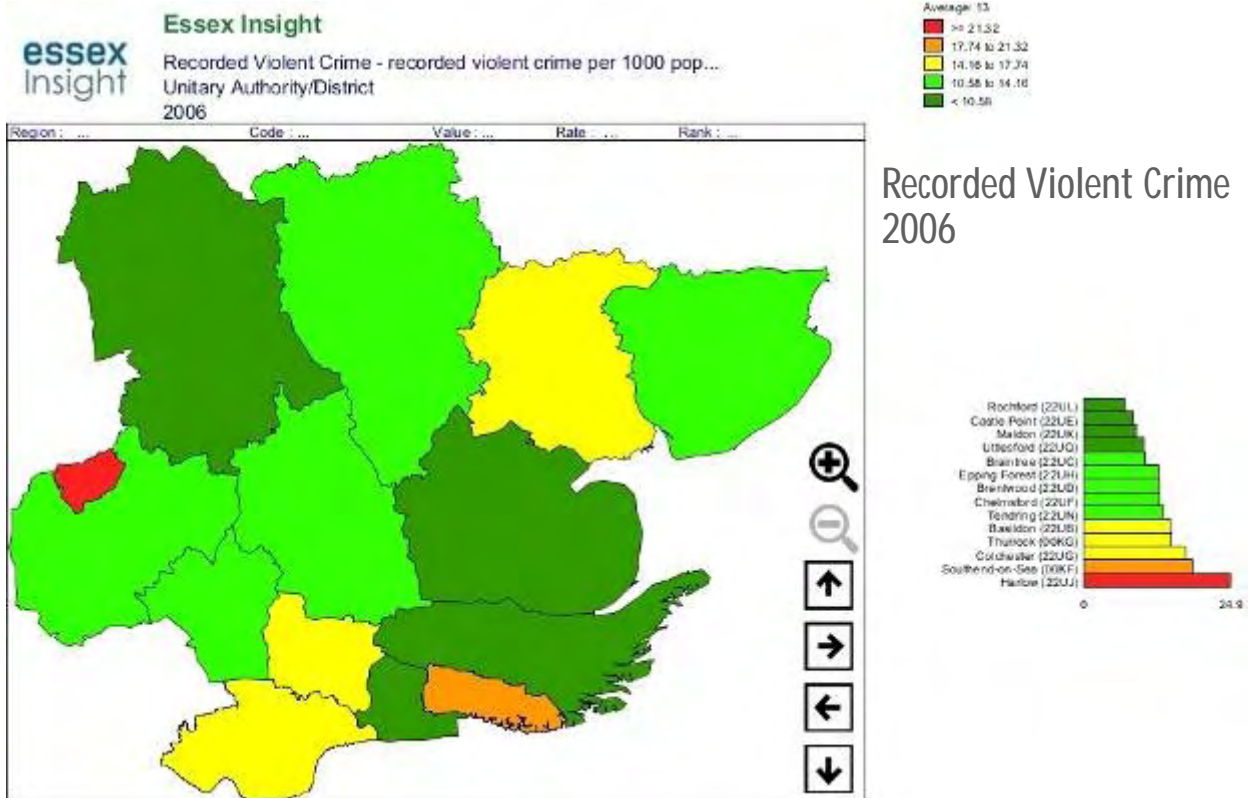 essex
Insight
Essex Insight
Recorded Violent Crime - recorded violent crime per 1000 pop...
Unitary Authority/District
2006
Region : ...
Code : ...
Value : ...
Rate : ...
Rank : ...
Average: 13
>= 21.32
17.74 to 21.32
14.16 to 17.74
10.58 to 14.16
< 10.58
Recorded Violent Crime
2006
Rochford (22UL)
Castle Point (22UE)
Maldon (22UK)
Uttlesford (22UQ)
Braintree (22UC)
Epping Forest (22UH)
Brentwood (22UD)
Chelmsford (22UF)
Tendring (22UN)
Basildon (22UB)
Thurrock (00KG)
Colchester (22UG)
Southend-on-Sea (00KF)
Harlow (22UJ)
0
24.9